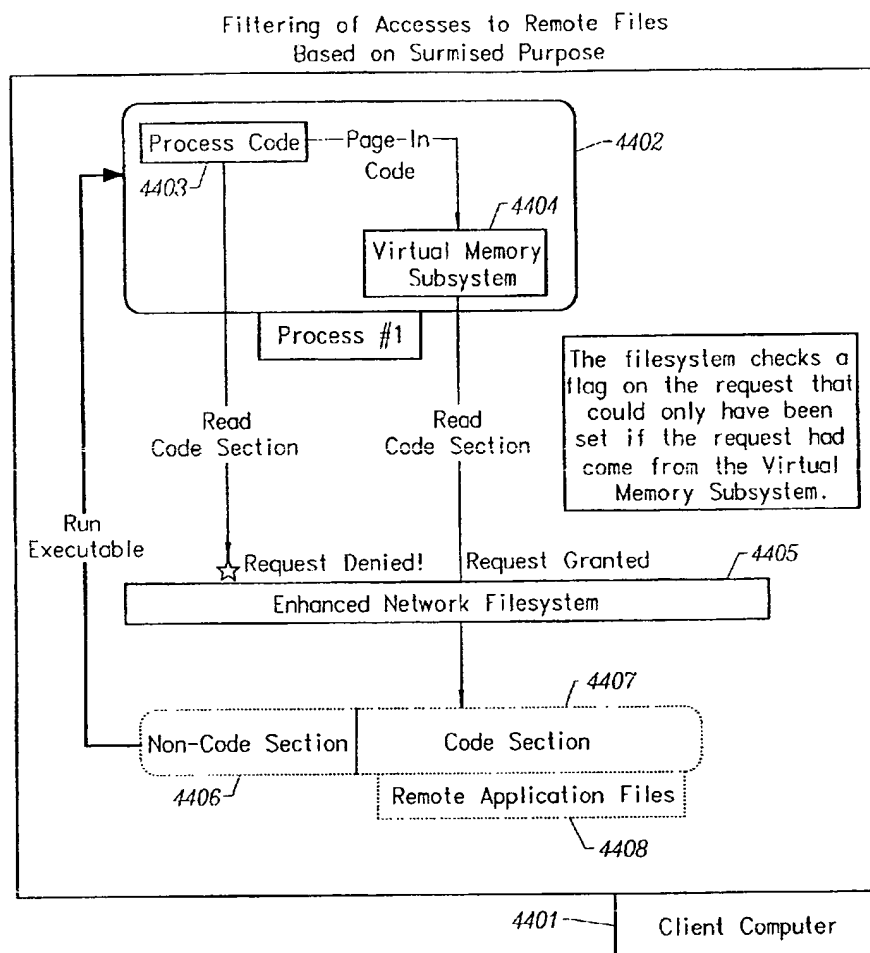 Filtering of Accesses to Remote Files
Based on Surmised Purpose
4402
Process Code
Page-In
Code
4403
4404
Virtual Memory
Subsystem
Process #1
The filesystem checks a
flag on the request that
could only have been
set if the request had
come from the Virtual
Memory Subsystem.
Read
Code Section
Read
Code Section
Run
Executable
Request Denied!
Request Granted
4405
Enhanced Network Filesystem
4407
Non-Code Section
Code Section
4406
Remote Application Files
4408
4401
Client Computer